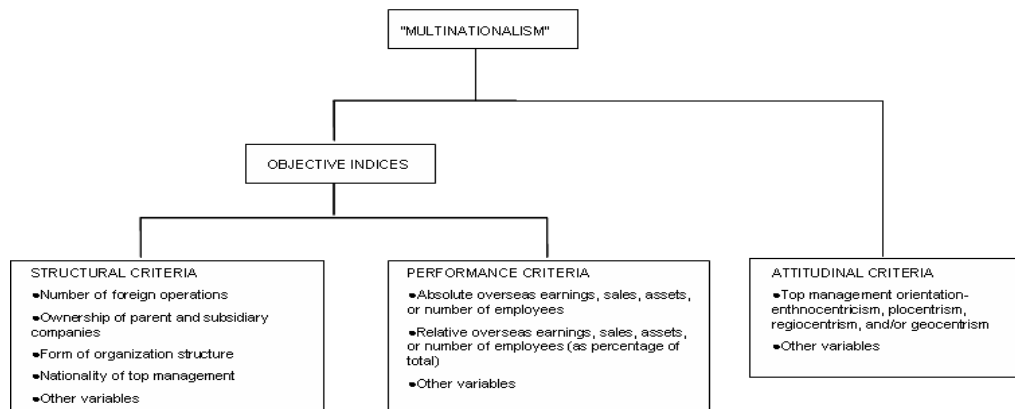 "MULTINATIONALISM"
OBJECTIVE INDICES
STRUCTURAL CRITERIA
•Number of foreign operations
•Ownership of parent and subsidiary
companies
•Form of organization structure
•Nationality of top management
•Other variables
PERFORMANCE CRITERIA
•Absolute overseas earnings, sales, assets,
or number of employees
•Relative overseas earnings, sales, assets,
or number of employees (as percentage of
total)
•Other variables
ATTITUDINAL CRITERIA
•Top management orientation-
enthnocentricism, plocentrism,
regiocentrism, and/or geocentrism
•Other variables